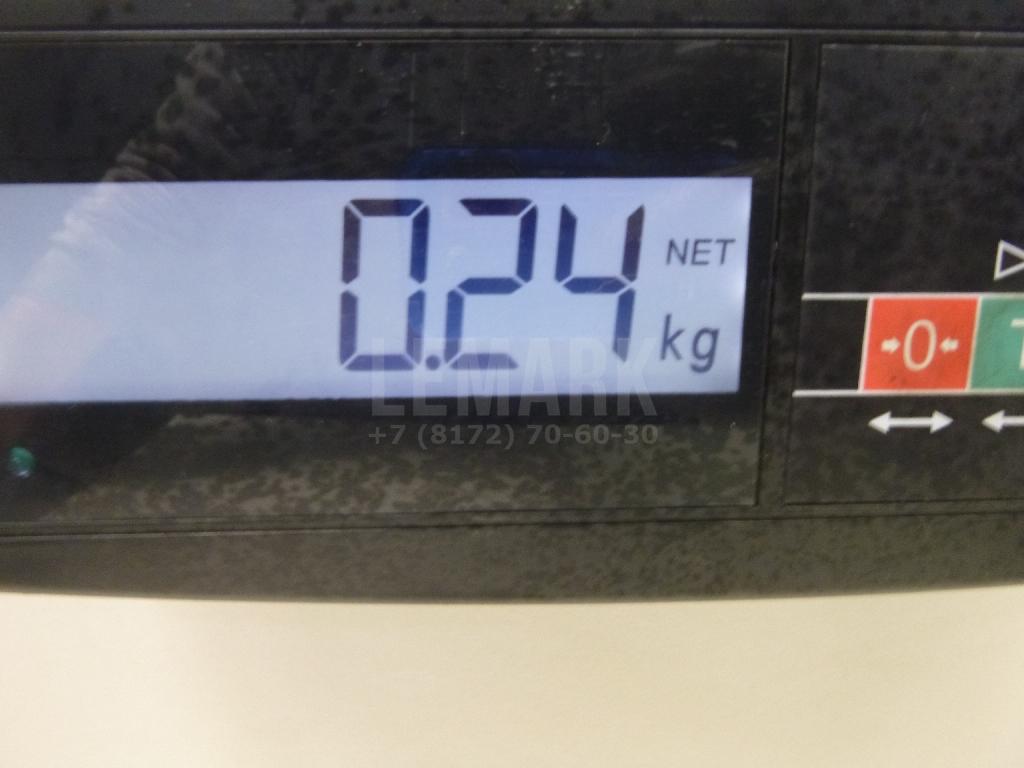 0.24
NET
kg
→0←
T
LEMARK
+7 (8172) 70-60-30